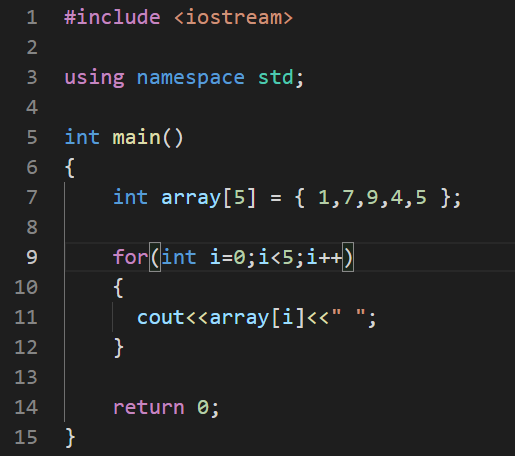 1 #include <iostream>
2
3 using namespace std;
4
5 int main()
6 {
7     int array[5] = { 1,7,9,4,5 };
8
9     for(int i=0;i<5;i++)
10     {
11       cout<<array[i]<<" ";
12     }
13
14     return 0;
15 }